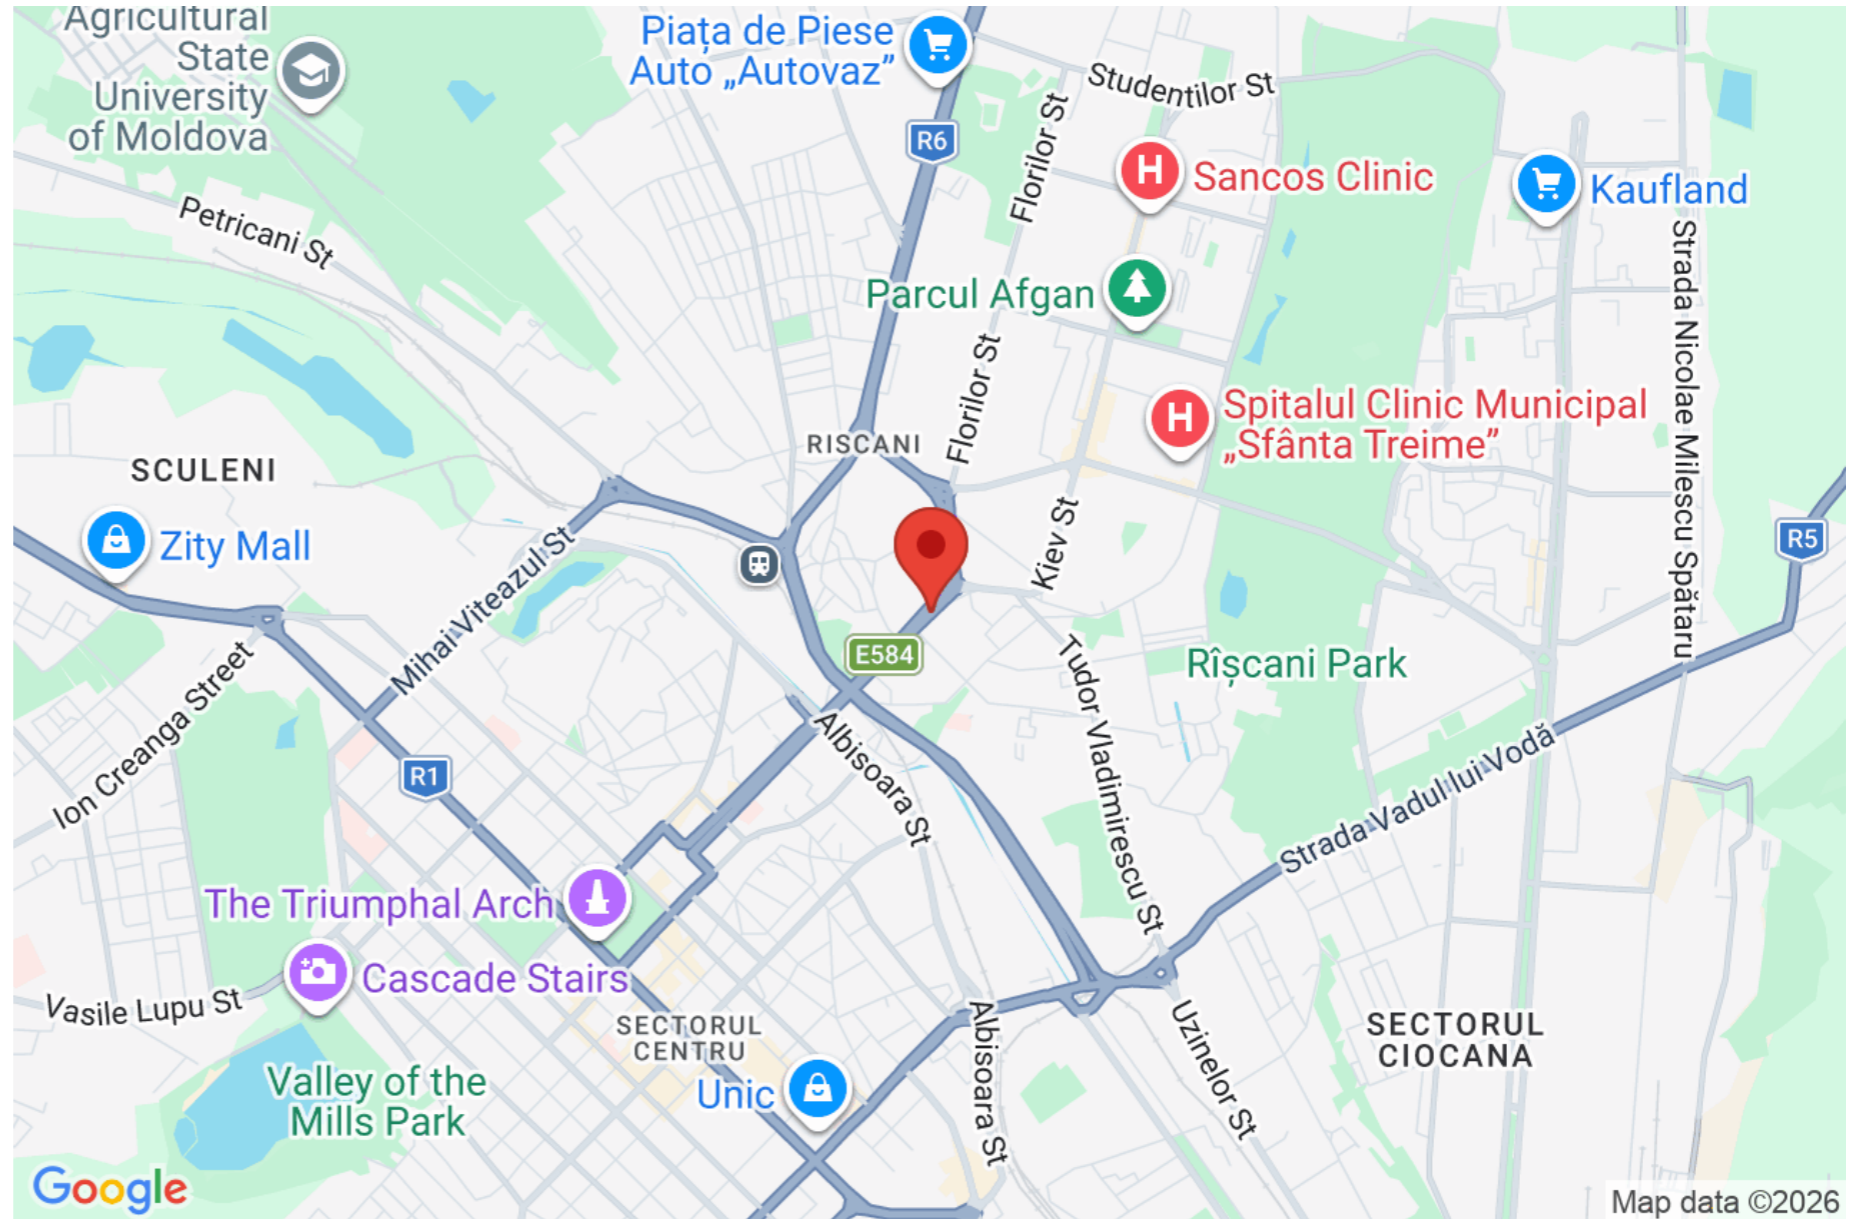 Agricultural
State
University
of Moldova
Piața de Piese
Auto „Autovaz”
R6
Studentilor St
Florilor St
Sancos Clinic
Kaufland
Petricani St
Parcul Afgan
Strada Nicolae Milescu Spătaru
Florilor St
Spitalul Clinic Municipal
„Sfânta Treime”
RISCANI
SCULENI
Zity Mall
Mihai Viteazul St
Kiev St
R5
E584
Rîșcani Park
Ion Creanga Street
Tudor Vladimirescu St
Albisoara St
R1
Strada Vadul lui Vodă
The Triumphal Arch
Cascade Stairs
Vasile Lupu St
SECTORUL
CENTRU
Albisoara St
Uzinelor St
SECTORUL
CIOCANA
Valley of the
Mills Park
Unic
Google
Map data ©2026